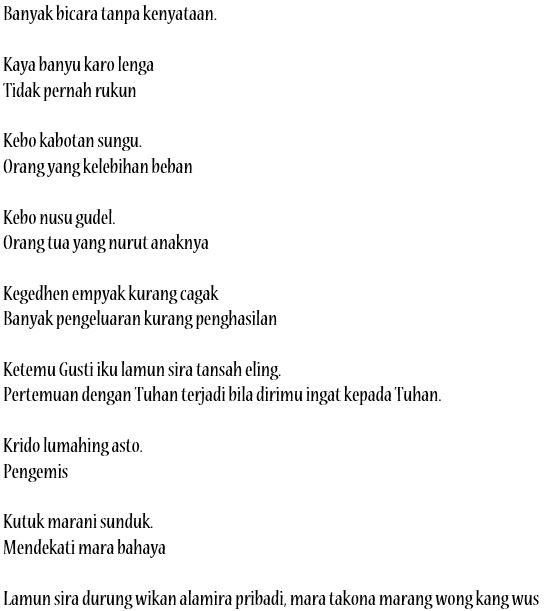 Banyak bicara tanpa kenyataan.
Kaya banyu karo lenga
Tidak pernah rukun
Kebo kabotan sungu.
Orang yang kelebihan beban
Kebo nusu gudel.
Orang tua yang nurut anaknya
Kegedhen empyak kurang cagak
Banyak pengeluaran kurang penghasilan
Ketemu Gusti iku lamun sira tansah eling.
Pertemuan dengan Tuhan terjadi bila dirimu ingat kepada Tuhan.
Krido lumahing asto.
Pengemis
Kutuk marani sunduk.
Mendekati mara bahaya
Lamun sira durung wikan alamira pribadi, mara takona marang wong kang wus